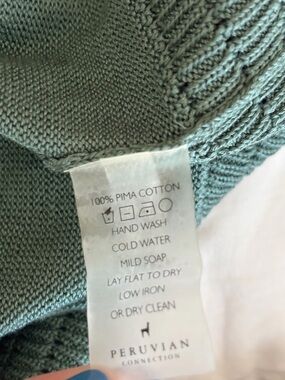 100% PIMA COTTON
HAND WASH
COLD WATER
MILD SOAP
LAY FLAT TO DRY
LOW IRON
OR DRY CLEAN
PERUVIAN
CONNECTION